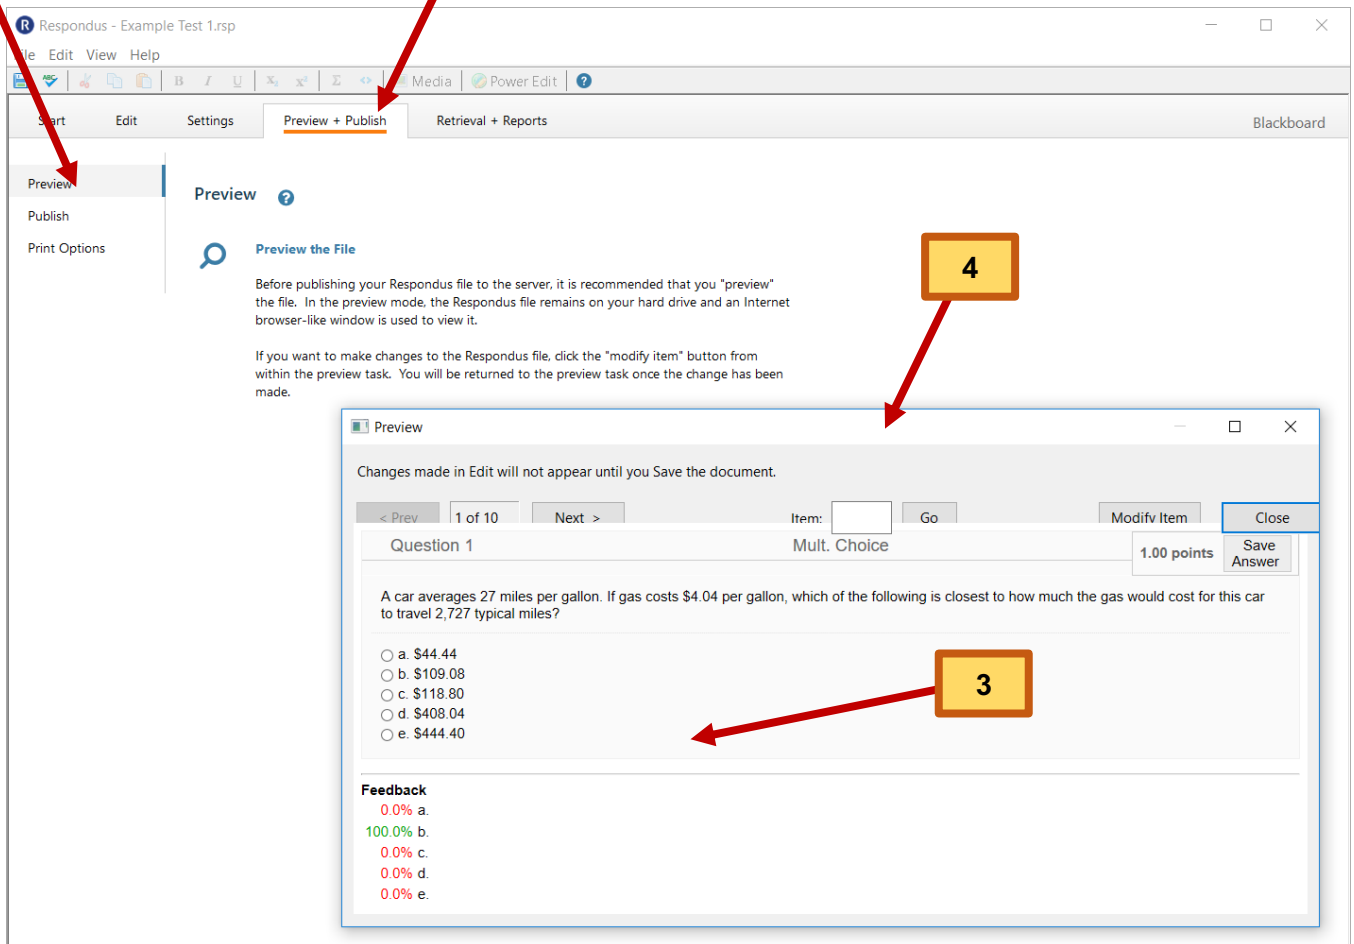 Respondus - Example Test 1.rsp
File Edit View Help
ABC B I U X₁ x² Σ <> Media Power Edit ?
Start Edit Settings Preview + Publish Retrieval + Reports Blackboard
Preview
Publish
Print Options
Preview ?
Preview the File
Before publishing your Respondus file to the server, it is recommended that you "preview"
the file. In the preview mode, the Respondus file remains on your hard drive and an Internet
browser-like window is used to view it.
If you want to make changes to the Respondus file, click the "modify item" button from
within the preview task. You will be returned to the preview task once the change has been
made.
4
Preview
Changes made in Edit will not appear until you Save the document.
< Prev 1 of 10 Next > Item: Go Modify Item Close
Question 1 Mult. Choice 1.00 points Save
Answer
A car averages 27 miles per gallon. If gas costs $4.04 per gallon, which of the following is closest to how much the gas would cost for this car
to travel 2,727 typical miles?
a. $44.44
b. $109.08
c. $118.80
d. $408.04
e. $444.40
3
Feedback
0.0% a.
100.0% b.
0.0% c.
0.0% d.
0.0% e.